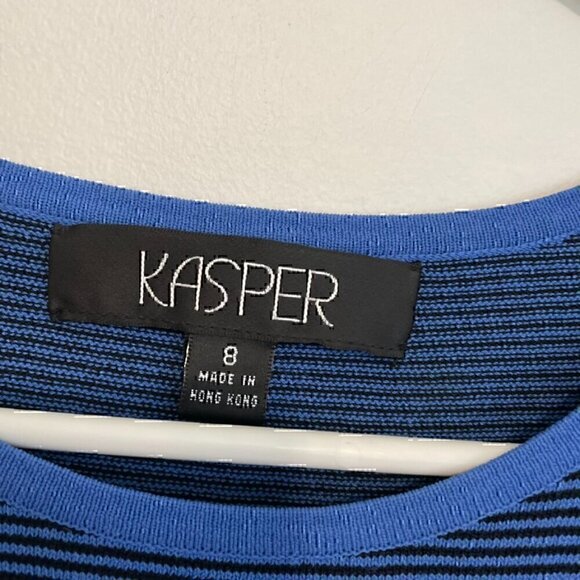 KASPER
8
MADE IN
HONG KONG